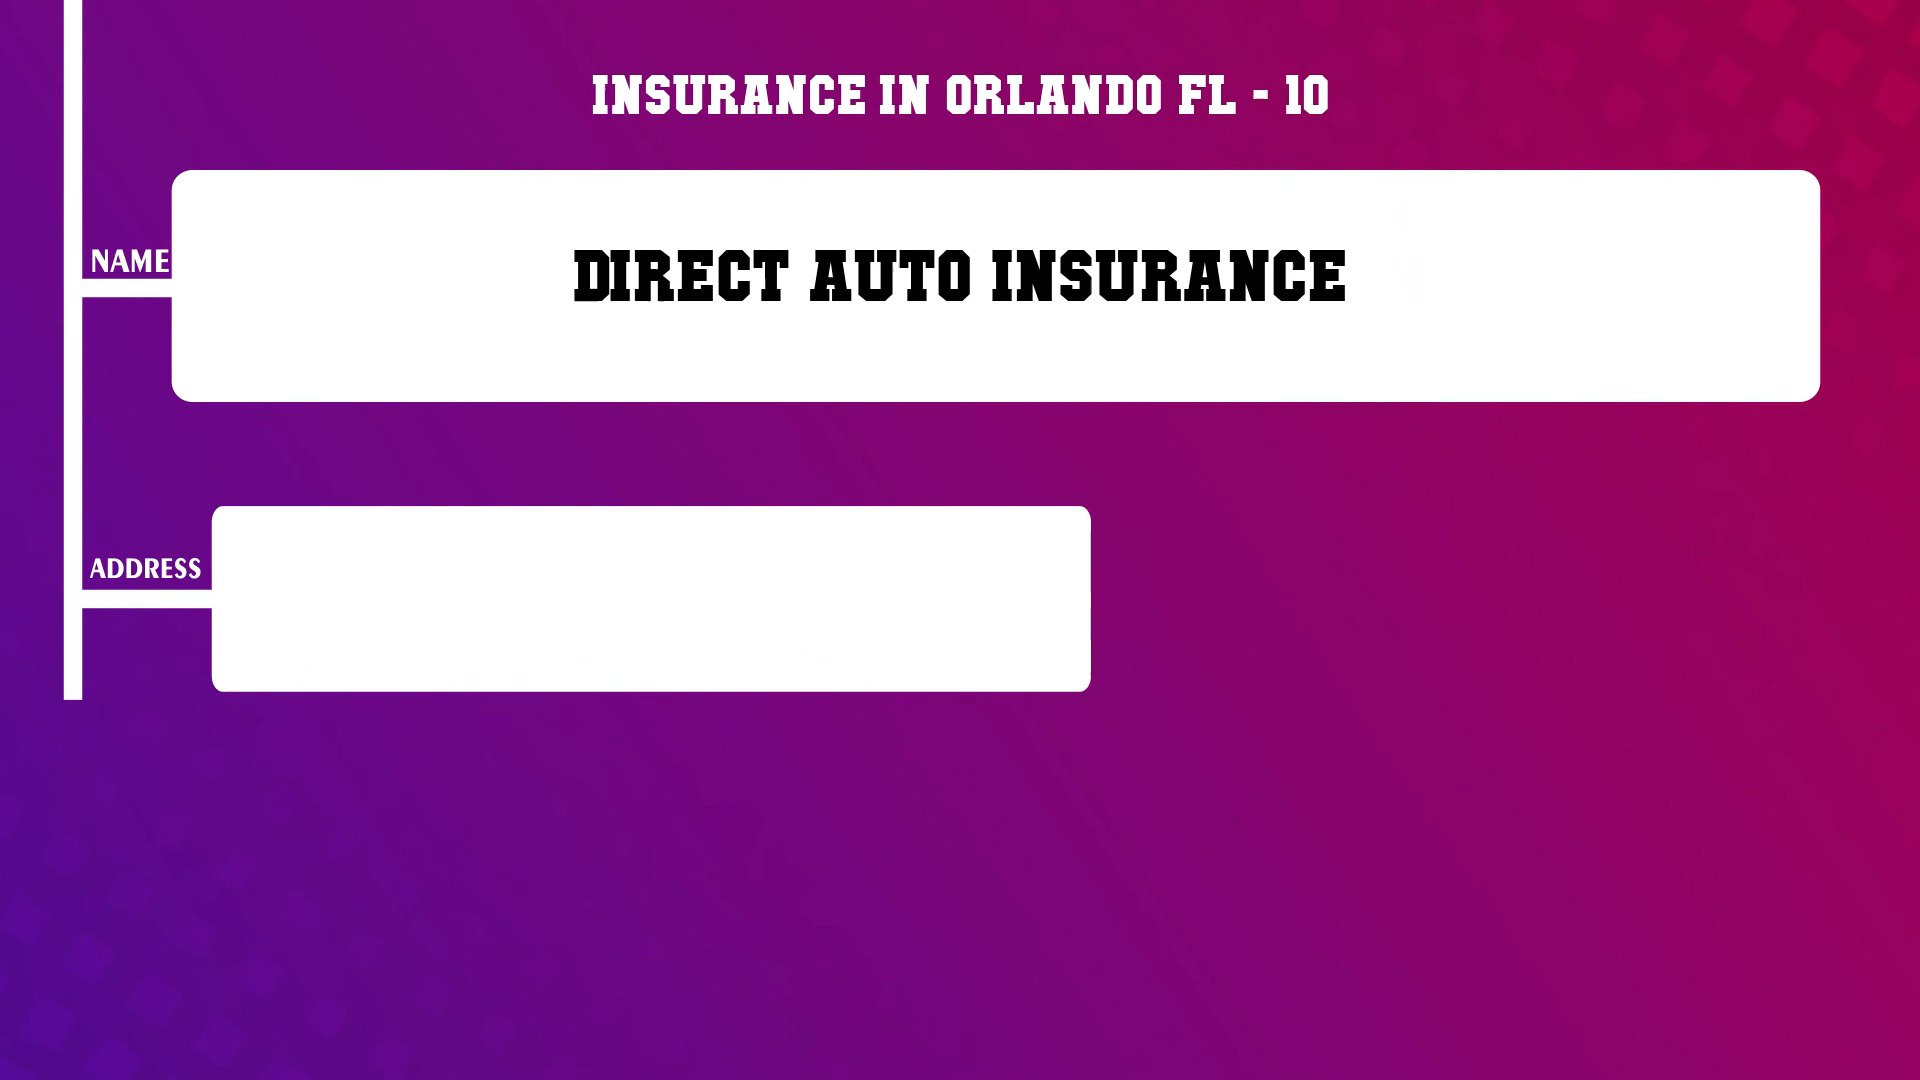 INSURANCE IN ORLANDO FL - 10
NAME
DIRECT AUTO INSURANCE
ADDRESS